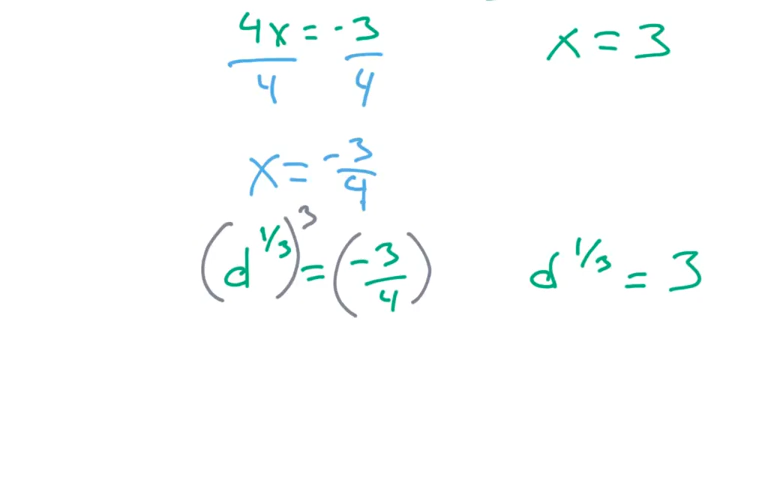 4x = -3
4 4
x = 3
x = -3/4
(d^1/3)^3 = (-3/4)
d^1/3 = 3